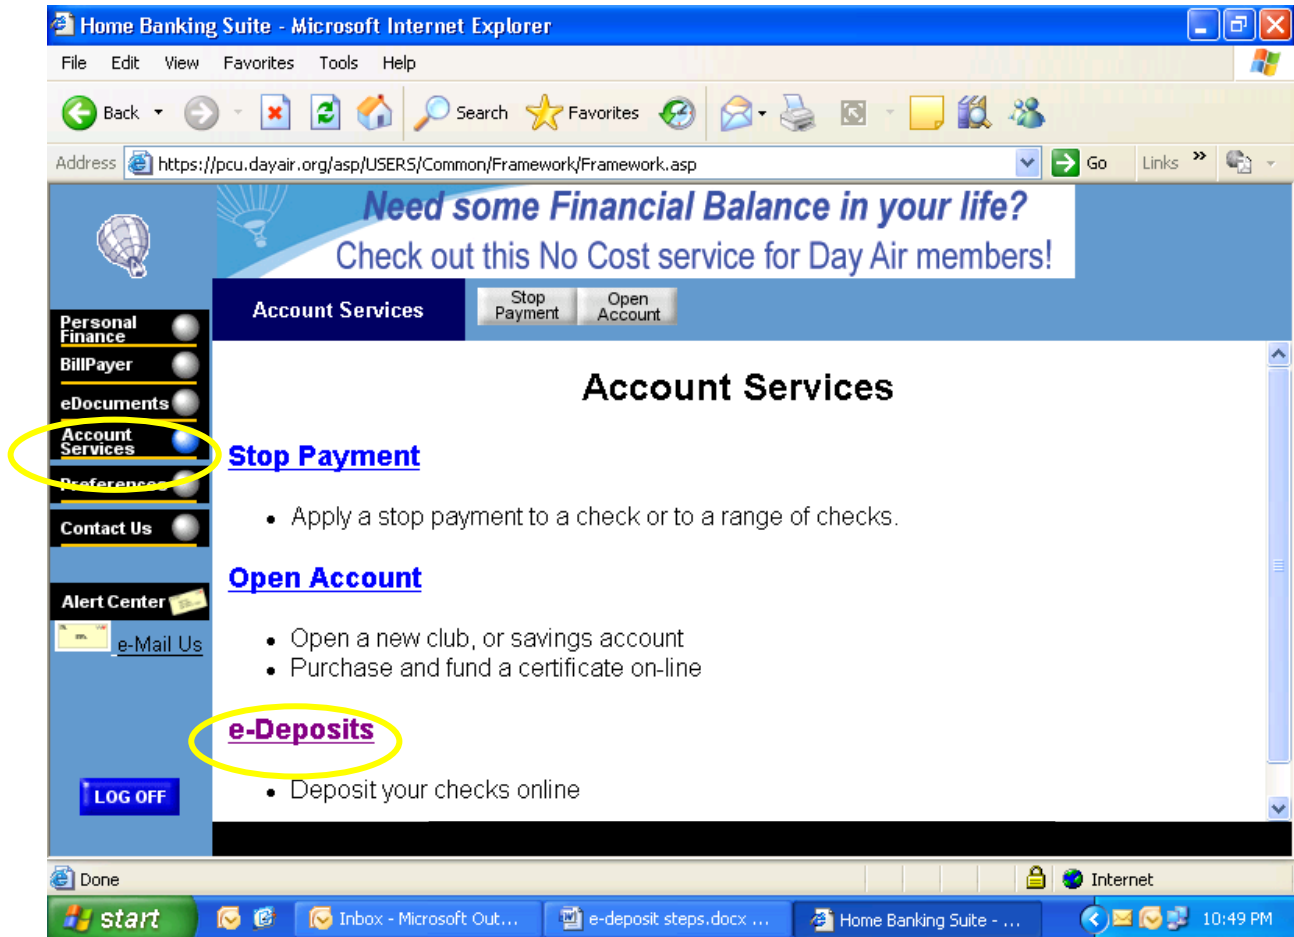 Home Banking Suite - Microsoft Internet Explorer
File Edit View Favorites Tools Help
Back Search Favorites
Address https://pcu.dayair.org/asp/USERS/Common/Framework/Framework.asp Go Links »
Need some Financial Balance in your life?
Check out this No Cost service for Day Air members!
Account Services
Stop
Payment
Open
Account
Personal
Finance
BillPayer
eDocuments
Account
Services
Preferences
Contact Us
Alert Center
e-Mail Us
LOG OFF
Account Services
Stop Payment
• Apply a stop payment to a check or to a range of checks.
Open Account
• Open a new club, or savings account
• Purchase and fund a certificate on-line
e-Deposits
• Deposit your checks online
Done Internet
start Inbox - Microsoft Out... e-deposit steps.docx ... Home Banking Suite - ... 10:49 PM